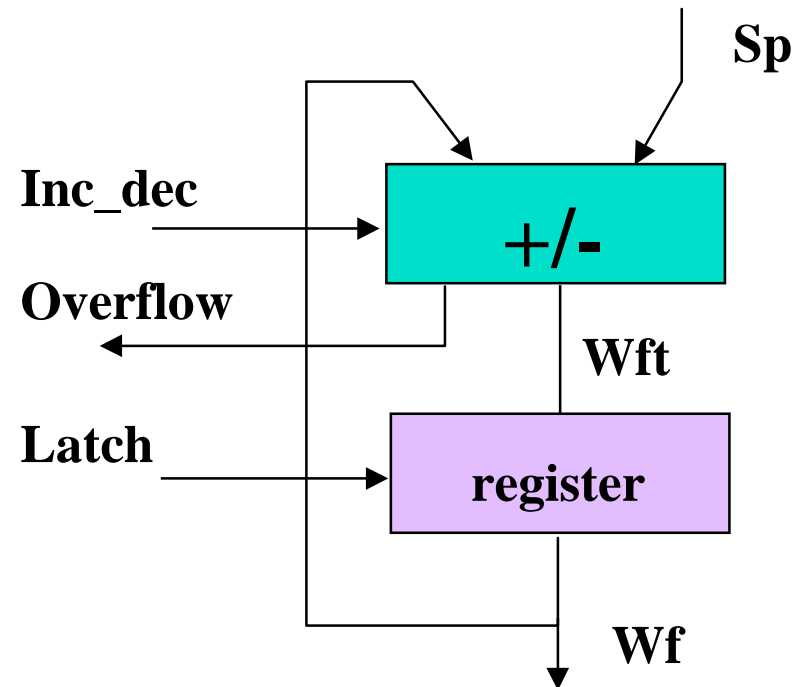 Sp
Inc_dec
+/-
Overflow
Wft
Latch
register
Wf